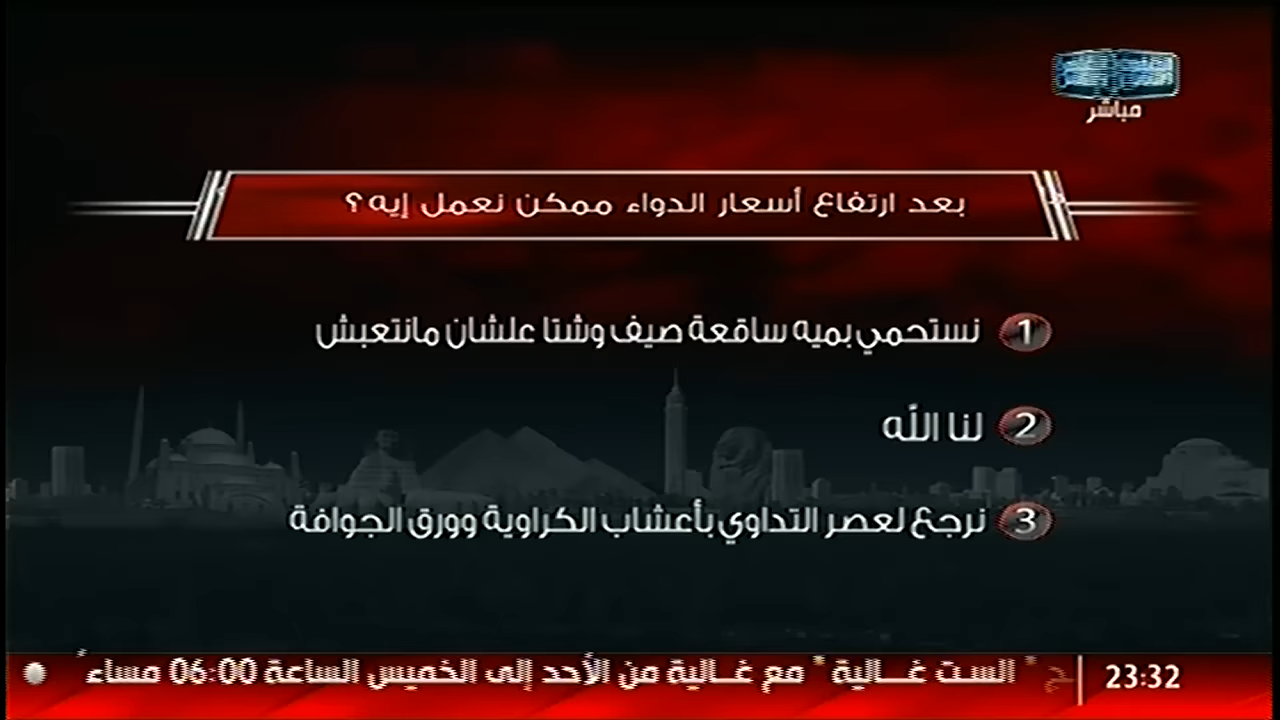 مباشر
بعد ارتفاع أسعار الدواء ممكن نعمل إيه ؟
1 نستحمي بميه ساقعة صيف وشتا علشان مانتعبش
2 لنا الله
3 نرجع لعصر التداوي بأعشاب الكراوية وورق الجوافة
23:32 " الست غـالية " مع غـالية من الأحد إلى الخميس الساعة 06:00 مساءً